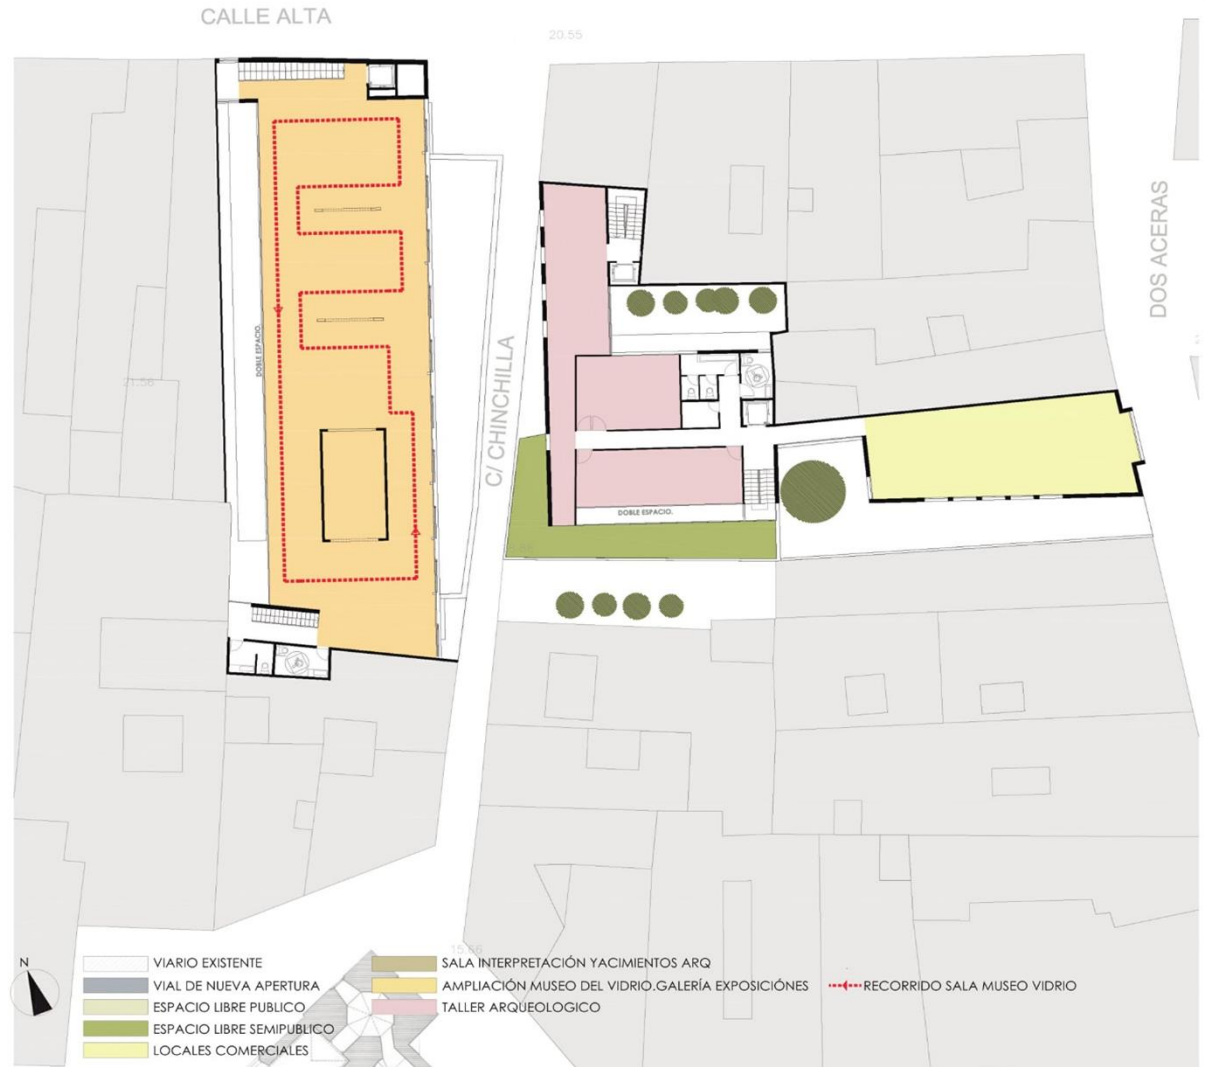 CALLE ALTA
20.55
DOS ACERAS
C/ CHINCHILLA
DOBLE ESPACIO.
21.56
DOBLE ESPACIO.
15.66
N
VIARIO EXISTENTE
VIAL DE NUEVA APERTURA
ESPACIO LIBRE PUBLICO
ESPACIO LIBRE SEMIPUBLICO
LOCALES COMERCIALES
SALA INTERPRETACIÓN YACIMIENTOS ARQ
AMPLIACIÓN MUSEO DEL VIDRIO.GALERÍA EXPOSICIÓNES
TALLER ARQUEOLOGICO
RECORRIDO SALA MUSEO VIDRIO